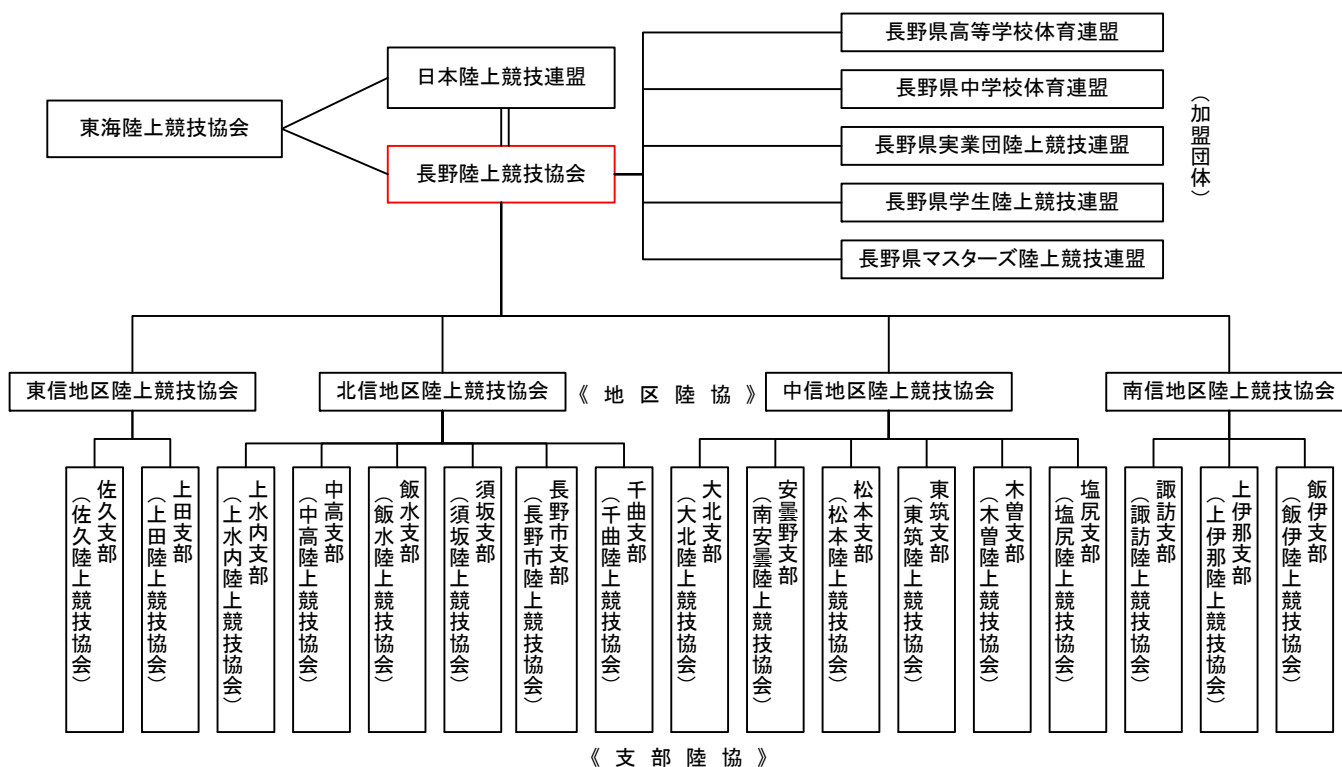 長野県高等学校体育連盟
日本陸上競技連盟
長野県中学校体育連盟
東海陸上競技協会
長野県実業団陸上競技連盟
(加盟団体)
長野陸上競技協会
長野県学生陸上競技連盟
長野県マスターズ陸上競技連盟
東信地区陸上競技協会
北信地区陸上競技協会
《地区陸協》
中信地区陸上競技協会
南信地区陸上競技協会
佐久支部
(佐久陸上競技協会)
上田支部
(上田陸上競技協会)
上水内支部
(上水内陸上競技協会)
中高支部
(中高陸上競技協会)
飯水支部
(飯水陸上競技協会)
須坂支部
(須坂陸上競技協会)
長野市支部
(長野市陸上競技協会)
千曲支部
(千曲陸上競技協会)
大北支部
(大北陸上競技協会)
安曇野支部
(南安曇陸上競技協会)
松本支部
(松本陸上競技協会)
東筑支部
(東筑陸上競技協会)
木曽支部
(木曽陸上競技協会)
塩尻支部
(塩尻陸上競技協会)
諏訪支部
(諏訪陸上競技協会)
上伊那支部
(上伊那陸上競技協会)
飯伊支部
(飯伊陸上競技協会)
《支部陸協》